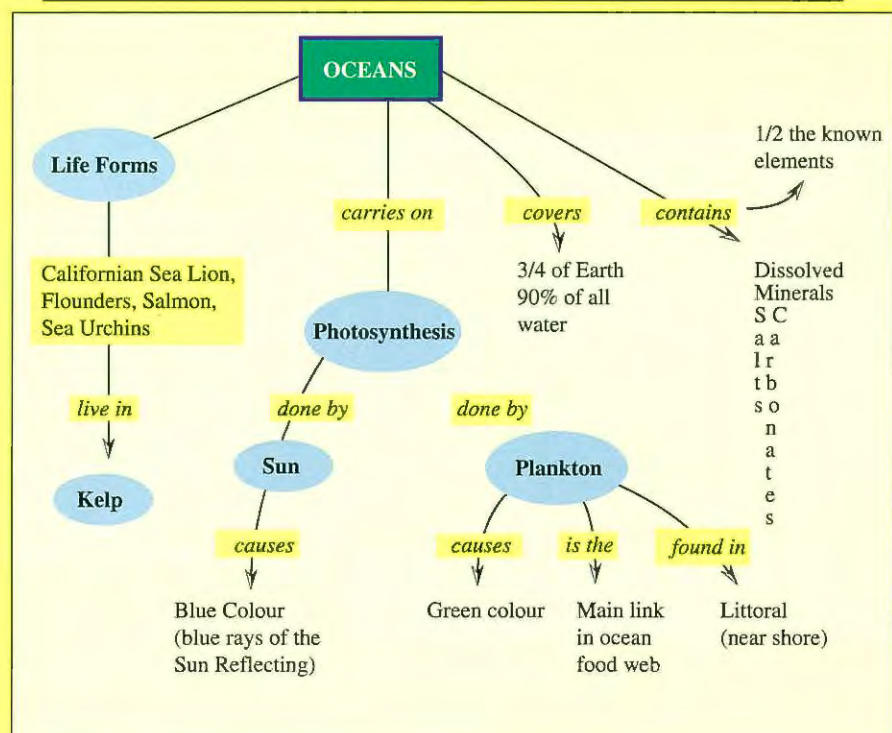 OCEANS
Life Forms
carries on
covers
contains
1/2 the known
elements
Californian Sea Lion,
Flounders, Salmon,
Sea Urchins
3/4 of Earth
90% of all
water
Dissolved
Minerals
Salts
Carbonates
Photosynthesis
live in
done by
done by
Kelp
Sun
Plankton
causes
causes
is the
found in
Blue Colour
(blue rays of the
Sun Reflecting)
Green colour
Main link
in ocean
food web
Littoral
(near shore)